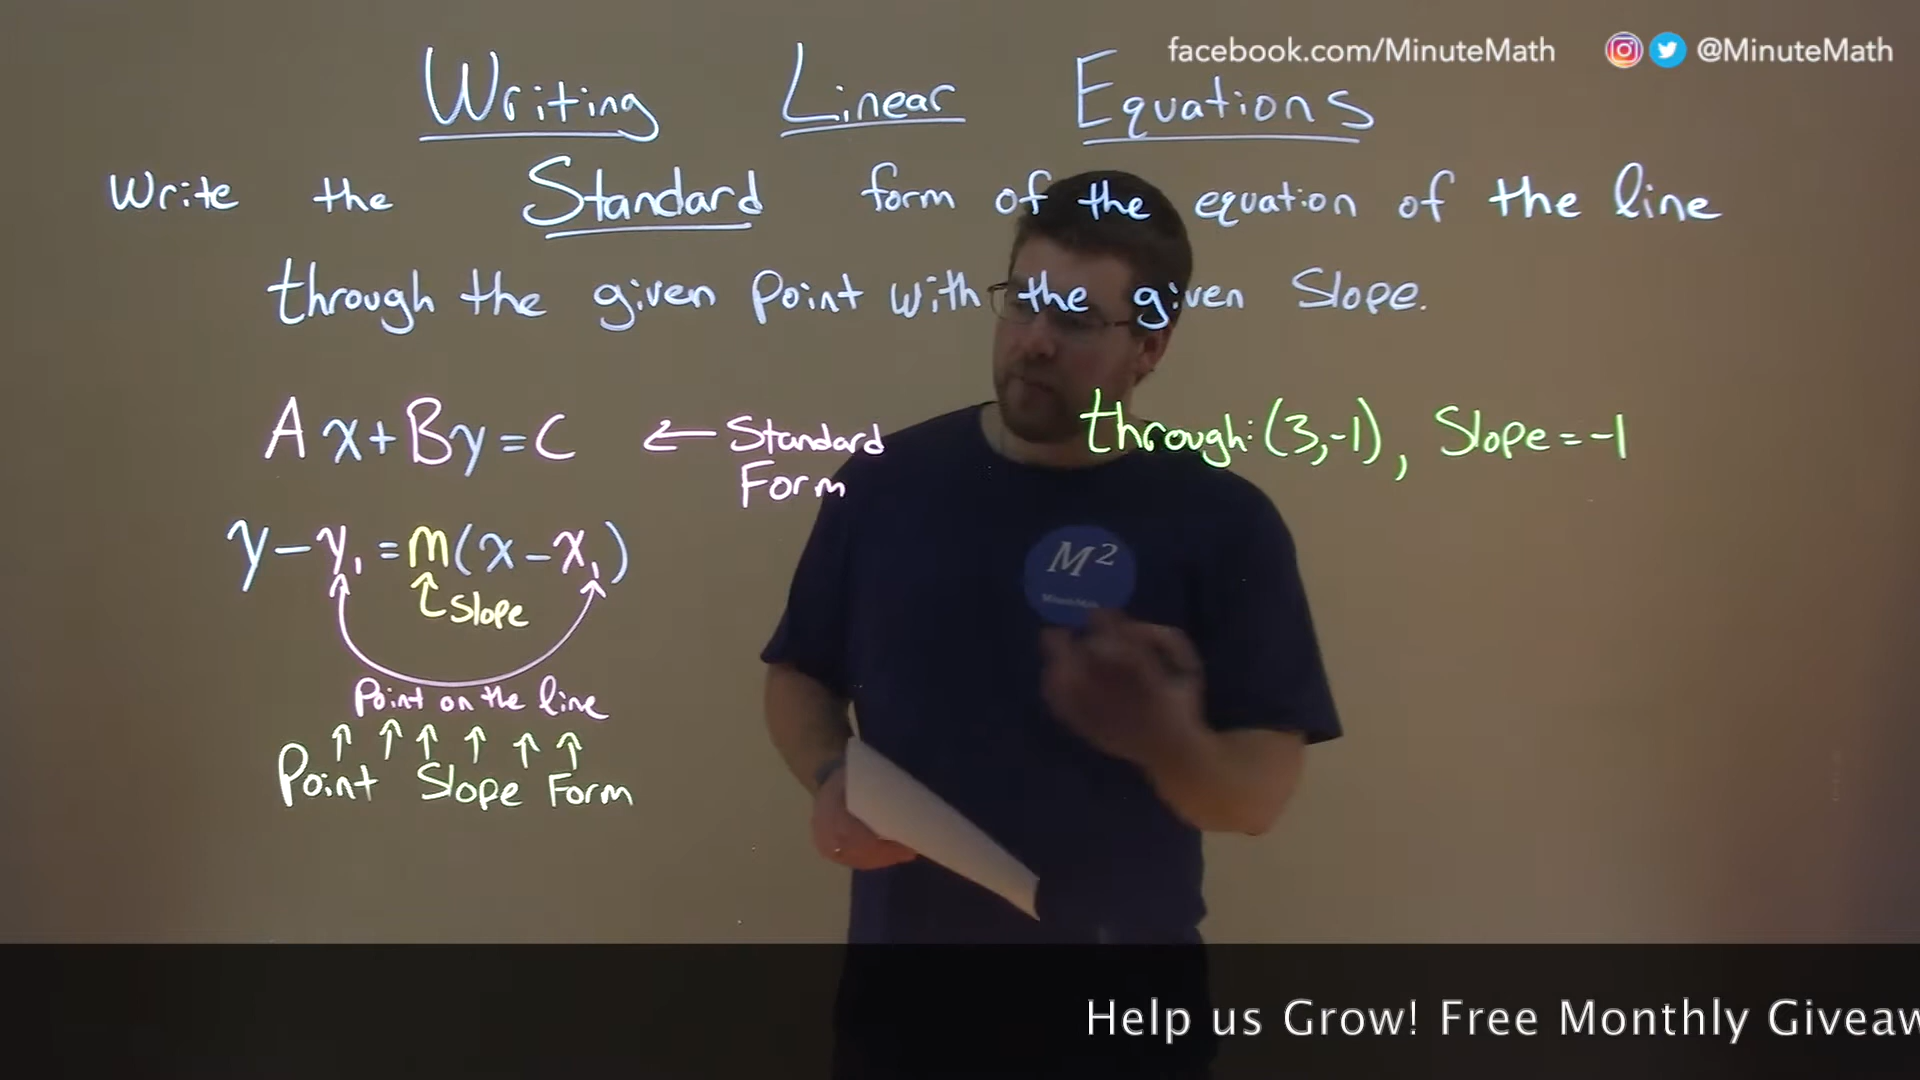 facebook.com/MinuteMath @MinuteMath
Writing Linear Equations
Write the Standard form of the equation of the line
through the given point with the given slope.
Ax+By=C ← Standard
Form
through: (3,-1), Slope=-1
y-y₁=m(x-x₁)
Slope
Point on the line
↑ ↑ ↑ ↑ ↑ ↑
Point Slope Form
M²
MinuteMath
Help us Grow! Free Monthly Giveaw